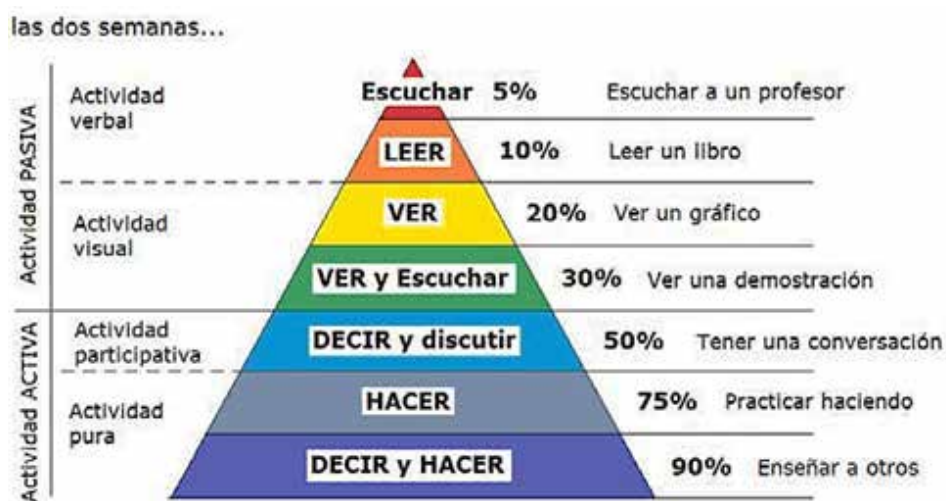 las dos semanas...
Actividad PASIVA
Actividad
verbal
Escuchar 5% Escuchar a un profesor
LEER 10% Leer un libro
Actividad
visual
VER 20% Ver un gráfico
VER y Escuchar 30% Ver una demostración
Actividad ACTIVA
Actividad
participativa
DECIR y discutir 50% Tener una conversación
Actividad
pura
HACER 75% Practicar haciendo
DECIR y HACER 90% Enseñar a otros